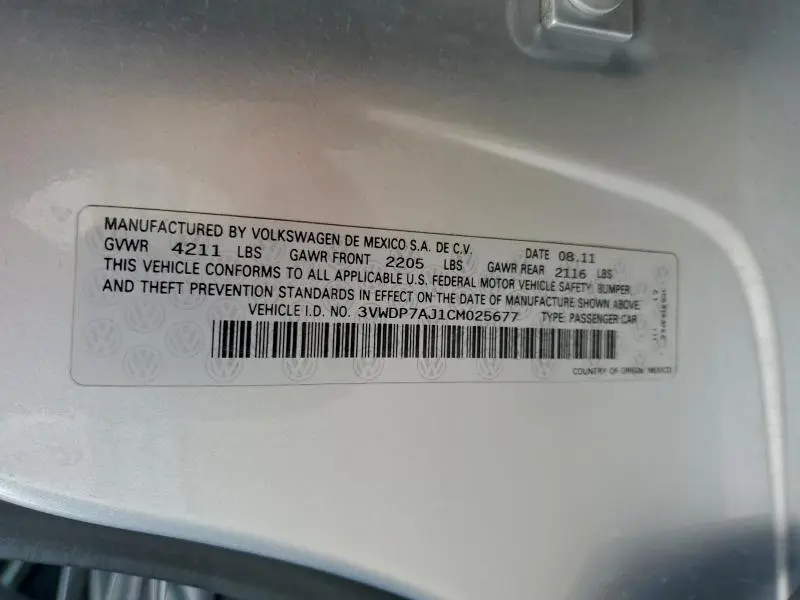 MANUFACTURED BY VOLKSWAGEN DE MEXICO S.A. DE C.V. DATE 08.11
GVWR 4211 LBS GAWR FRONT 2205 LBS GAWR REAR 2116 LBS
THIS VEHICLE CONFORMS TO ALL APPLICABLE U.S. FEDERAL MOTOR VEHICLE SAFETY, BUMPER,
AND THEFT PREVENTION STANDARDS IN EFFECT ON THE DATE OF MANUFACTURE SHOWN ABOVE.
VEHICLE I.D. NO. 3VWDP7AJ1CM025677 TYPE: PASSENGER CAR
COUNTRY OF ORIGIN: MEXICO